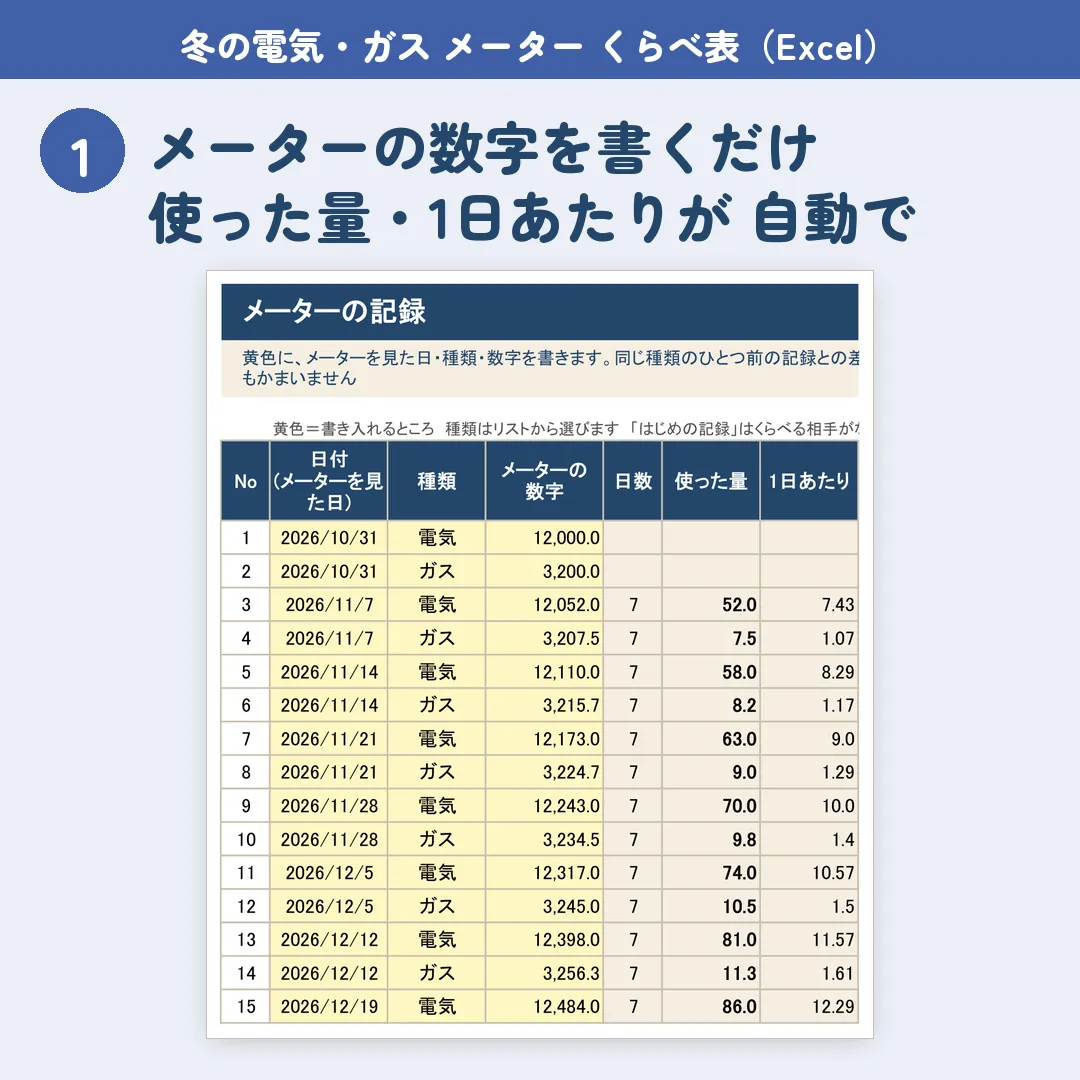 冬の電気・ガス メーター くらべ表（Excel）
1
メーターの数字を書くだけ
使った量・1日あたりが 自動で
メーターの記録
黄色に、メーターを見た日・種類・数字を書きます。同じ種類のひとつ前の記録との差
もかまいません
黄色＝書き入れるところ 種類はリストから選びます 「はじめの記録」はくらべる相手が
No 日付（メーターを見た日） 種類 メーターの数字 日数 使った量 1日あたり
1 2026/10/31 電気 12,000.0
2 2026/10/31 ガス 3,200.0
3 2026/11/7 電気 12,052.0 7 52.0 7.43
4 2026/11/7 ガス 3,207.5 7 7.5 1.07
5 2026/11/14 電気 12,110.0 7 58.0 8.29
6 2026/11/14 ガス 3,215.7 7 8.2 1.17
7 2026/11/21 電気 12,173.0 7 63.0 9.0
8 2026/11/21 ガス 3,224.7 7 9.0 1.29
9 2026/11/28 電気 12,243.0 7 70.0 10.0
10 2026/11/28 ガス 3,234.5 7 9.8 1.4
11 2026/12/5 電気 12,317.0 7 74.0 10.57
12 2026/12/5 ガス 3,245.0 7 10.5 1.5
13 2026/12/12 電気 12,398.0 7 81.0 11.57
14 2026/12/12 ガス 3,256.3 7 11.3 1.61
15 2026/12/19 電気 12,484.0 7 86.0 12.29